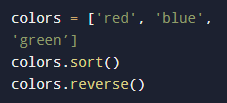 colors = ['red', 'blue',
'green’]
colors.sort()
colors.reverse()